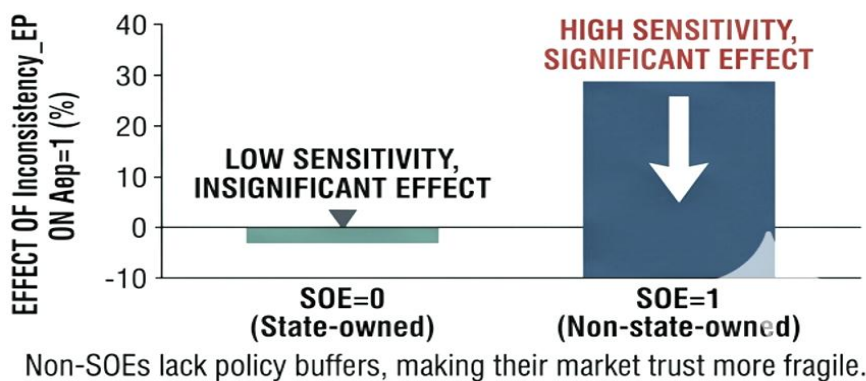 EFFECT OF Inconsistency_EP
ON Aep=1 (%)
40
30
20
10
0
-10
LOW SENSITIVITY,
INSIGNIFICANT EFFECT
HIGH SENSITIVITY,
SIGNIFICANT EFFECT
SOE=0
(State-owned)
SOE=1
(Non-state-owned)
Non-SOEs lack policy buffers, making their market trust more fragile.